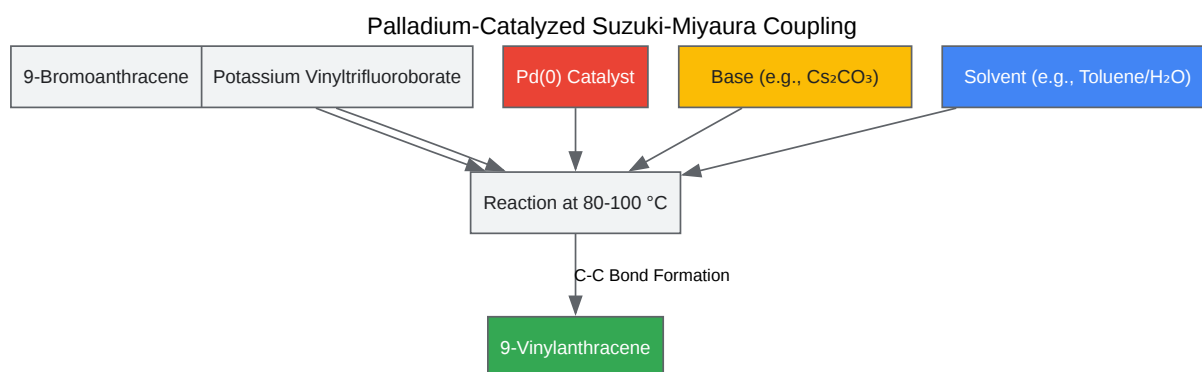 Palladium-Catalyzed Suzuki-Miyaura Coupling
9-Bromoanthracene
Potassium Vinyltrifluoroborate
Pd(0) Catalyst
Base (e.g., Cs₂CO₃)
Solvent (e.g., Toluene/H₂O)
Reaction at 80-100 °C
C-C Bond Formation
9-Vinylanthracene